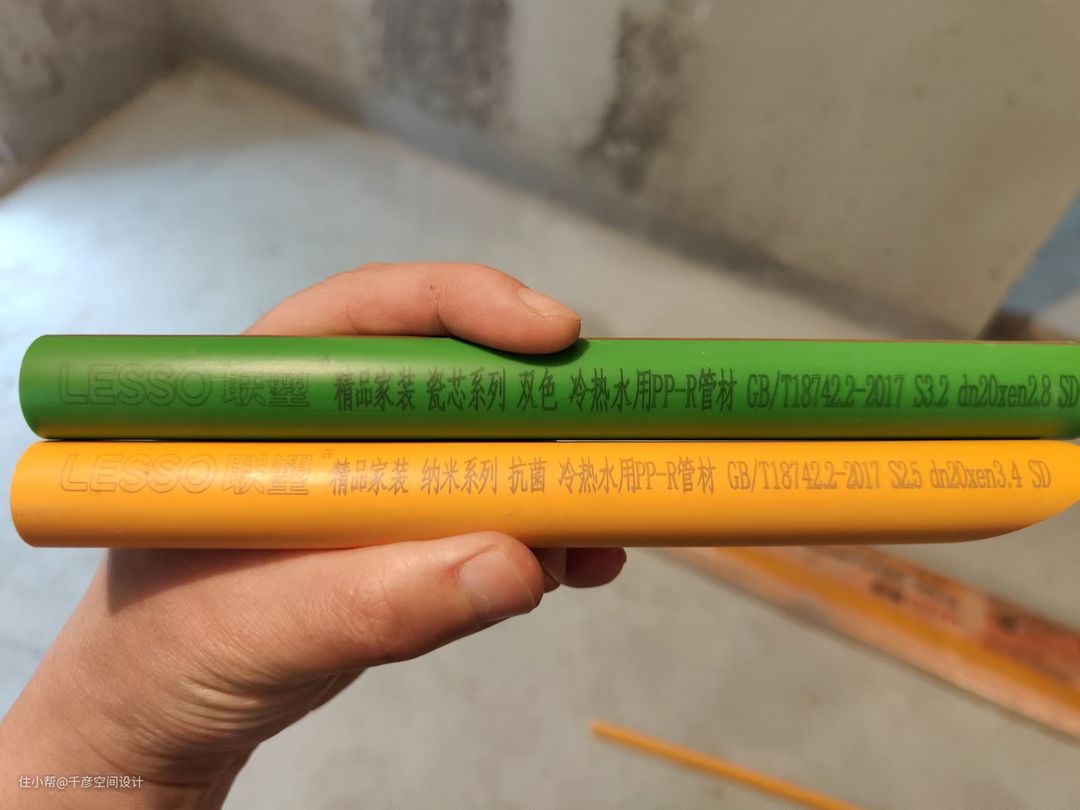 LESSO 联塑 精品家装 瓷芯系列 双色 冷热水用PP-R管材 GB/T18742.2-2017 S3.2 dn20xen2.8 SD
LESSO 联塑® 精品家装 纳米系列 抗菌 冷热水用PP-R管材 GB/T18742.2-2017 S2.5 dn20xen3.4 SD
住小帮@千彦空间设计